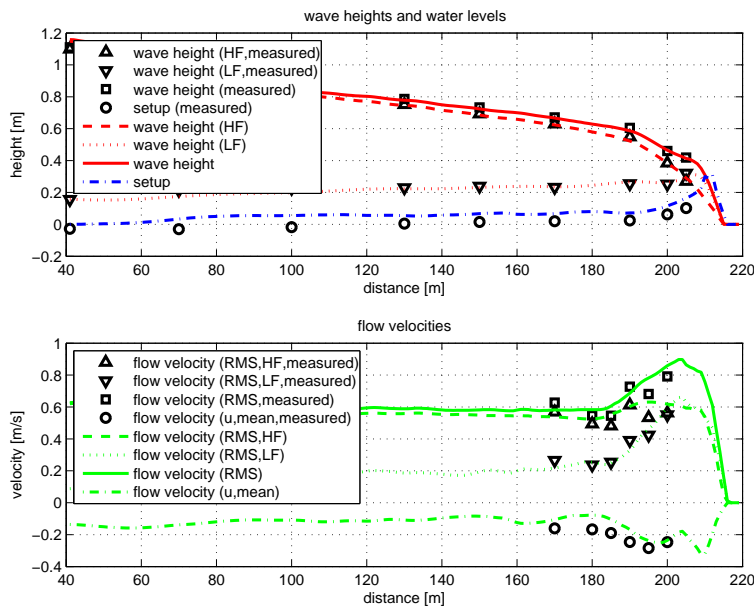 wave heights and water levels
1.2
1
0.8
0.6
0.4
0.2
0
−0.2
height [m]
wave height (HF,measured)
wave height (LF,measured)
wave height (measured)
setup (measured)
wave height (HF)
wave height (LF)
wave height
setup
40 60 80 100 120 140 160 180 200 220
distance [m]
flow velocities
1
0.8
0.6
0.4
0.2
0
−0.2
−0.4
velocity [m/s]
flow velocity (RMS,HF,measured)
flow velocity (RMS,LF,measured)
flow velocity (RMS,measured)
flow velocity (u,mean,measured)
flow velocity (RMS,HF)
flow velocity (RMS,LF)
flow velocity (RMS)
flow velocity (u,mean)
40 60 80 100 120 140 160 180 200 220
distance [m]